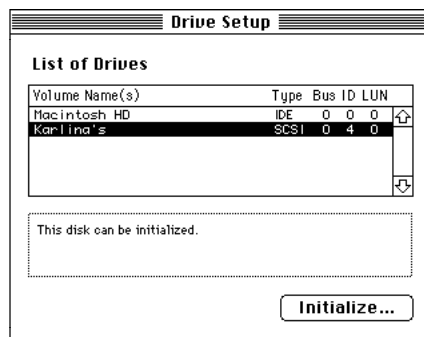 Drive Setup
List of Drives
Volume Name(s) Type Bus ID LUN
Macintosh HD IDE 0 0 0
Karlina's SCSI 0 4 0
This disk can be initialized.
Initialize...